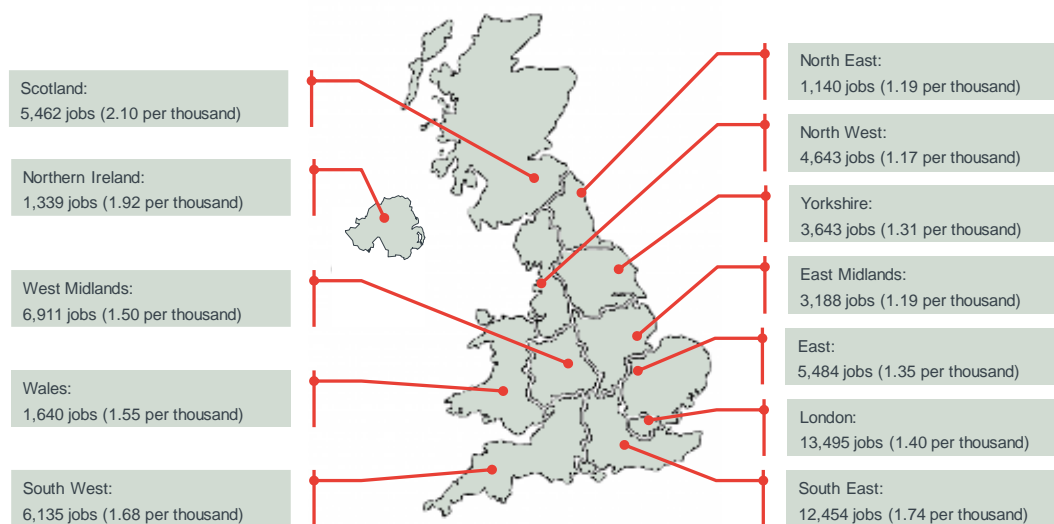 Scotland:
5,462 jobs (2.10 per thousand)
Northern Ireland:
1,339 jobs (1.92 per thousand)
West Midlands:
6,911 jobs (1.50 per thousand)
Wales:
1,640 jobs (1.55 per thousand)
South West:
6,135 jobs (1.68 per thousand)
North East:
1,140 jobs (1.19 per thousand)
North West:
4,643 jobs (1.17 per thousand)
Yorkshire:
3,643 jobs (1.31 per thousand)
East Midlands:
3,188 jobs (1.19 per thousand)
East:
5,484 jobs (1.35 per thousand)
London:
13,495 jobs (1.40 per thousand)
South East:
12,454 jobs (1.74 per thousand)